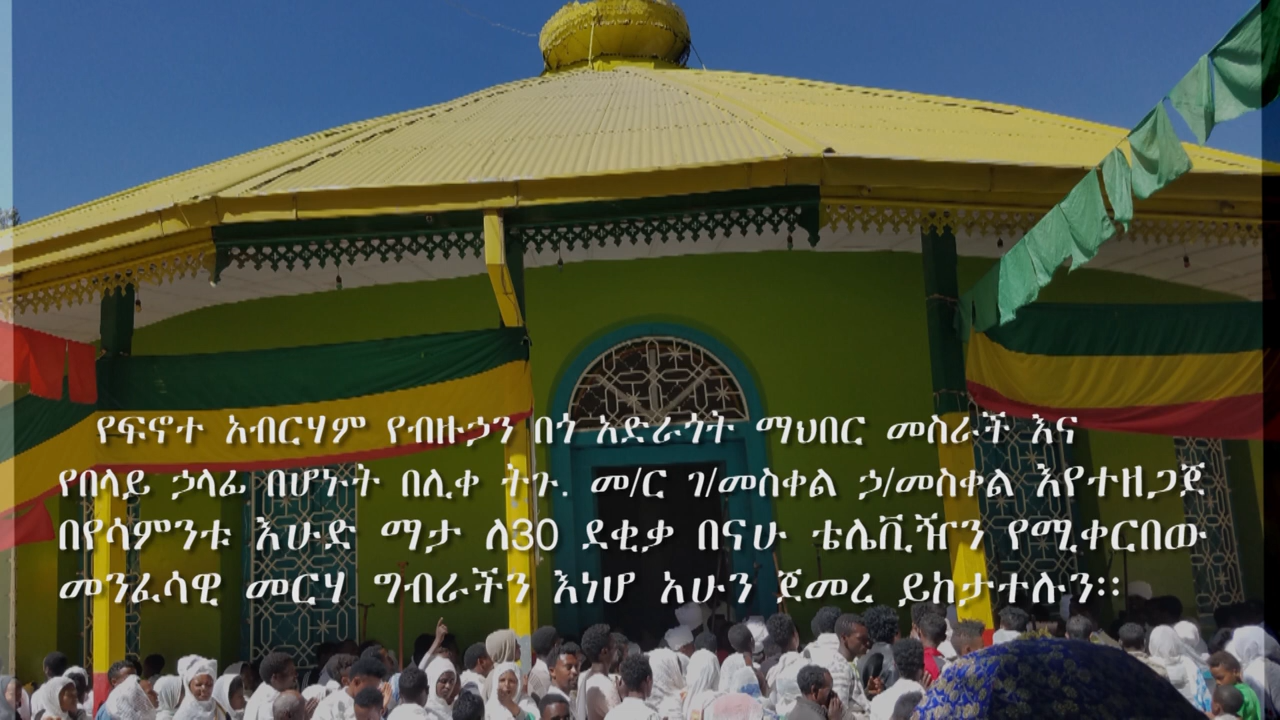 የፍኖተ አብርሃም የብዙኃን በጎ አድራጎት ማህበር መስራች እና
የበላይ ኃላፊ በሆኑት በሊቀ ትጉ. መ/ር ገ/መስቀል ኃ/መስቀል እየተዘጋጀ
በየሳምንቱ እሁድ ማታ ለ30 ደቂቃ በናሁ ቴሌቪዥን የሚቀርበው
መንፈሳዊ መርሃ ግብራችን እነሆ አሁን ጀመረ ይከታተሉን፡፡